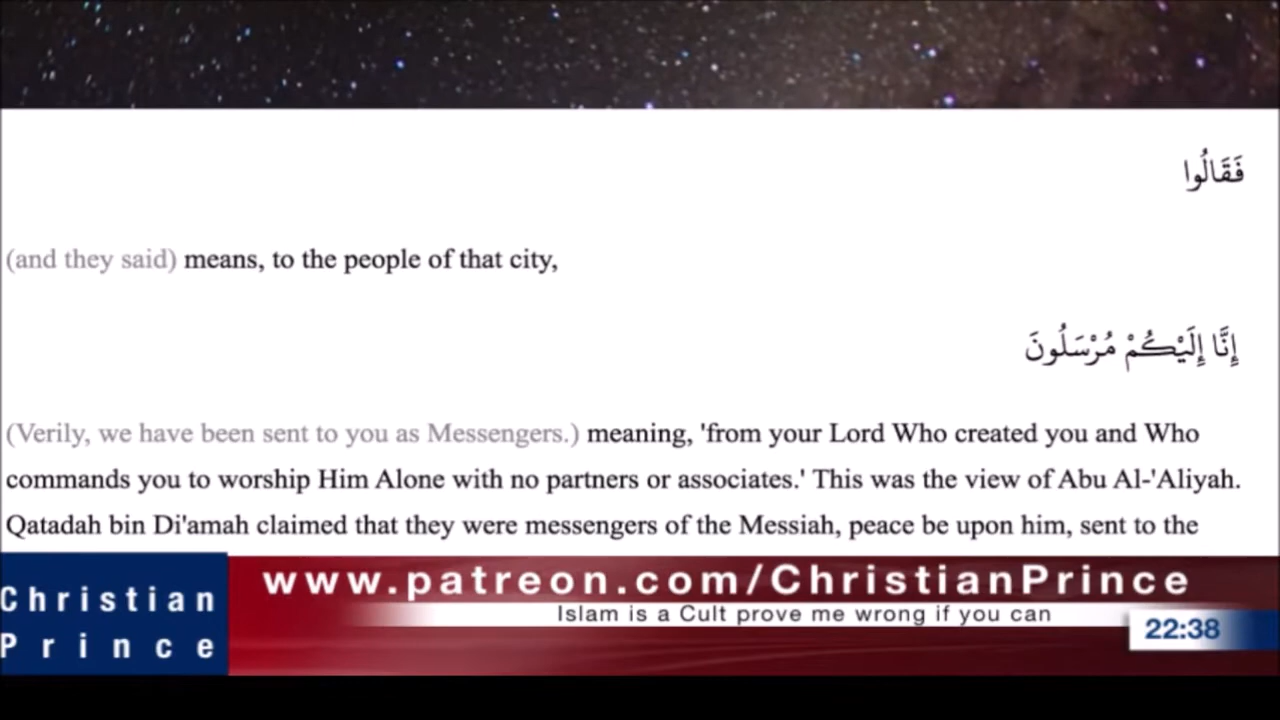 فَقَالُوا
(and they said) means, to the people of that city,
إِنَّا إِلَيْكُمْ مُرْسَلُونَ
(Verily, we have been sent to you as Messengers.) meaning, 'from your Lord Who created you and Who
commands you to worship Him Alone with no partners or associates.' This was the view of Abu Al-'Aliyah.
Qatadah bin Di'amah claimed that they were messengers of the Messiah, peace be upon him, sent to the
Christian
Prince
www.patreon.com/ChristianPrince
Islam is a Cult prove me wrong if you can
22:38